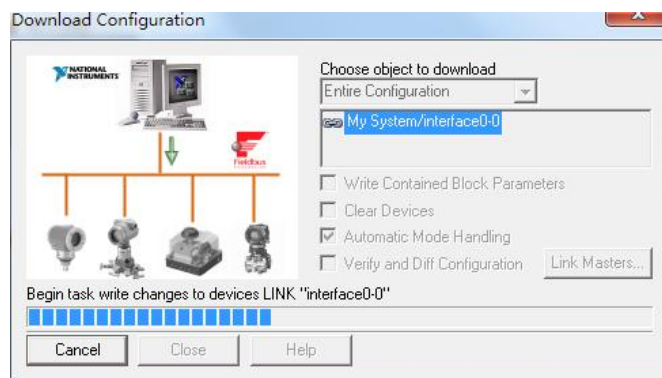 Download Configuration
NATIONAL
INSTRUMENTS
Fieldbus
Choose object to download
Entire Configuration
My System/interface0-0
Write Contained Block Parameters
Clear Devices
Automatic Mode Handling
Verify and Diff Configuration
Link Masters...
Begin task write changes to devices LINK "interface0-0"
Cancel
Close
Help